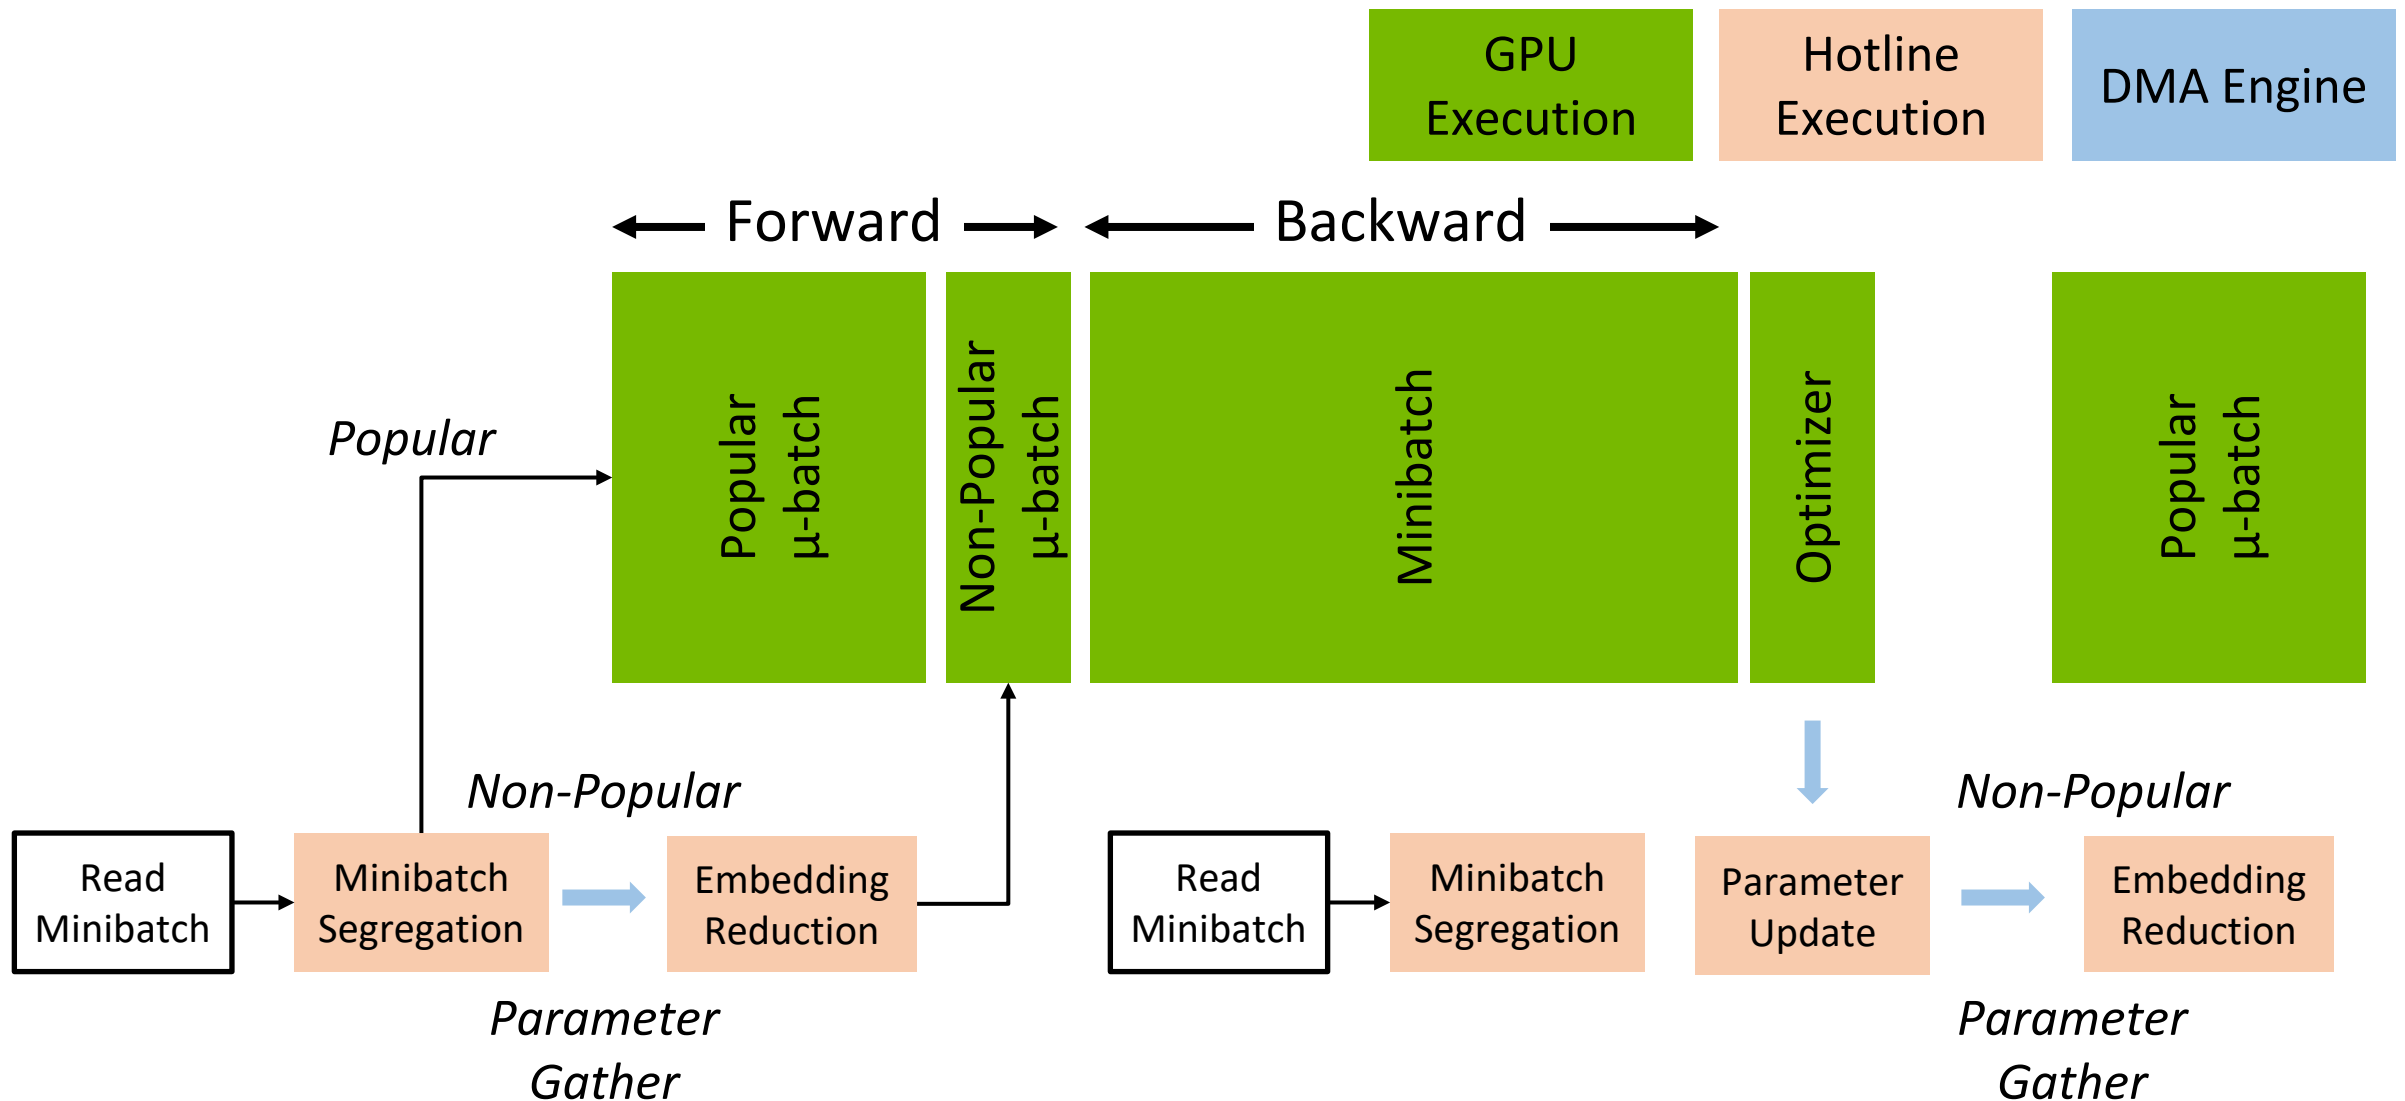 GPU
Execution
Hotline
Execution
DMA Engine
Forward
Backward
Popular
Popular
μ-batch
Non-Popular
μ-batch
Minibatch
Optimizer
Popular
μ-batch
Non-Popular
Non-Popular
Read
Minibatch
Minibatch
Segregation
Embedding
Reduction
Read
Minibatch
Minibatch
Segregation
Parameter
Update
Embedding
Reduction
Parameter
Gather
Parameter
Gather